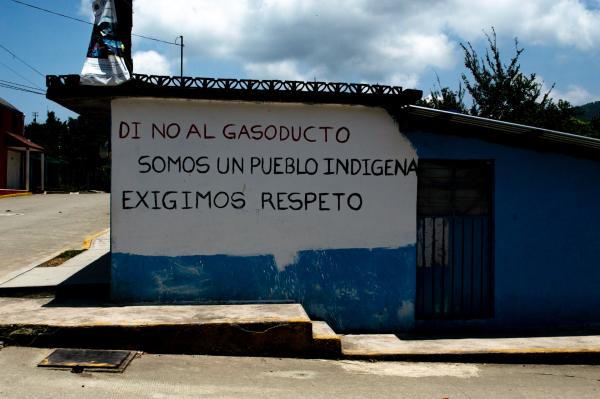 DI NO AL GASODUCTO
SOMOS UN PUEBLO INDIGENA
EXIGIMOS RESPETO